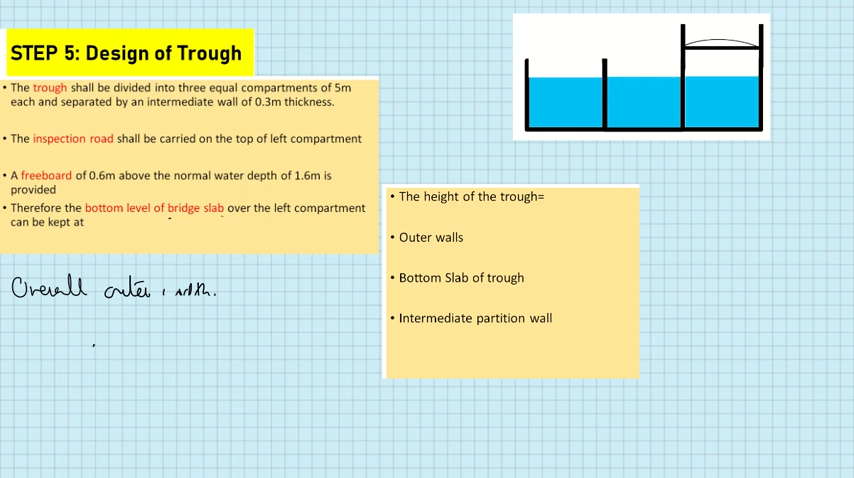 STEP 5: Design of Trough
• The trough shall be divided into three equal compartments of 5m
each and separated by an intermediate wall of 0.3m thickness.
• The inspection road shall be carried on the top of left compartment
• A freeboard of 0.6m above the normal water depth of 1.6m is
provided
• Therefore the bottom level of bridge slab over the left compartment
can be kept at
Overall outer
• The height of the trough=
• Outer walls
• Bottom Slab of trough
• Intermediate partition wall